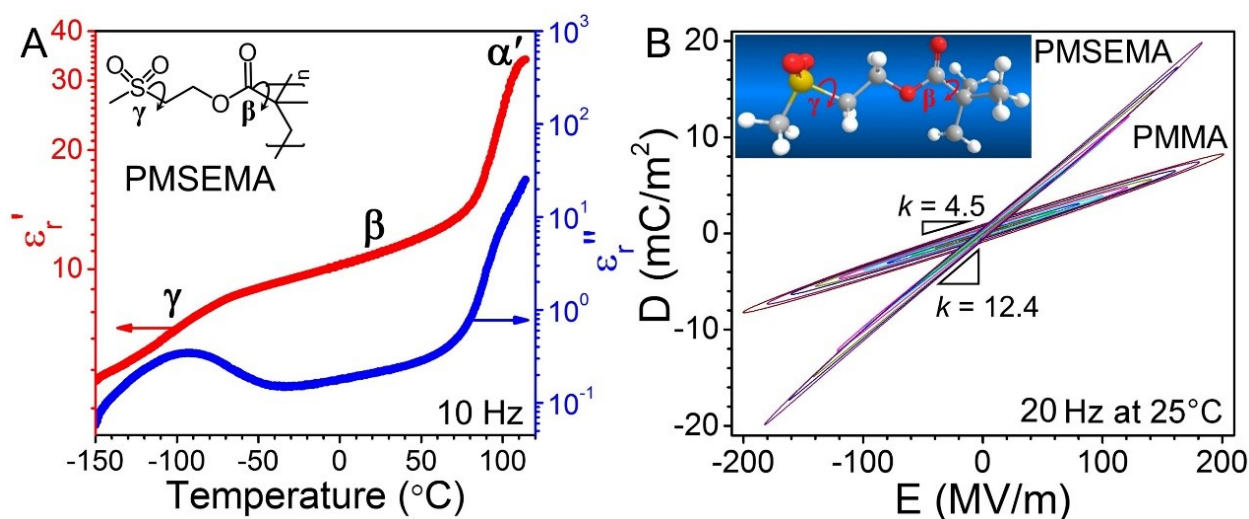 A
40
30
20
10
εr'
O
O
S
γ
O
O
β
n
PMSEMA
γ
β
α'
10³
10²
10¹
10⁰
10⁻¹
εr"
10 Hz
-150
-100
-50
0
50
100
Temperature (°C)
B
20
10
0
-10
-20
D (mC/m²)
γ
β
PMSEMA
PMMA
k = 4.5
k = 12.4
20 Hz at 25°C
-200
-100
0
100
200
E (MV/m)